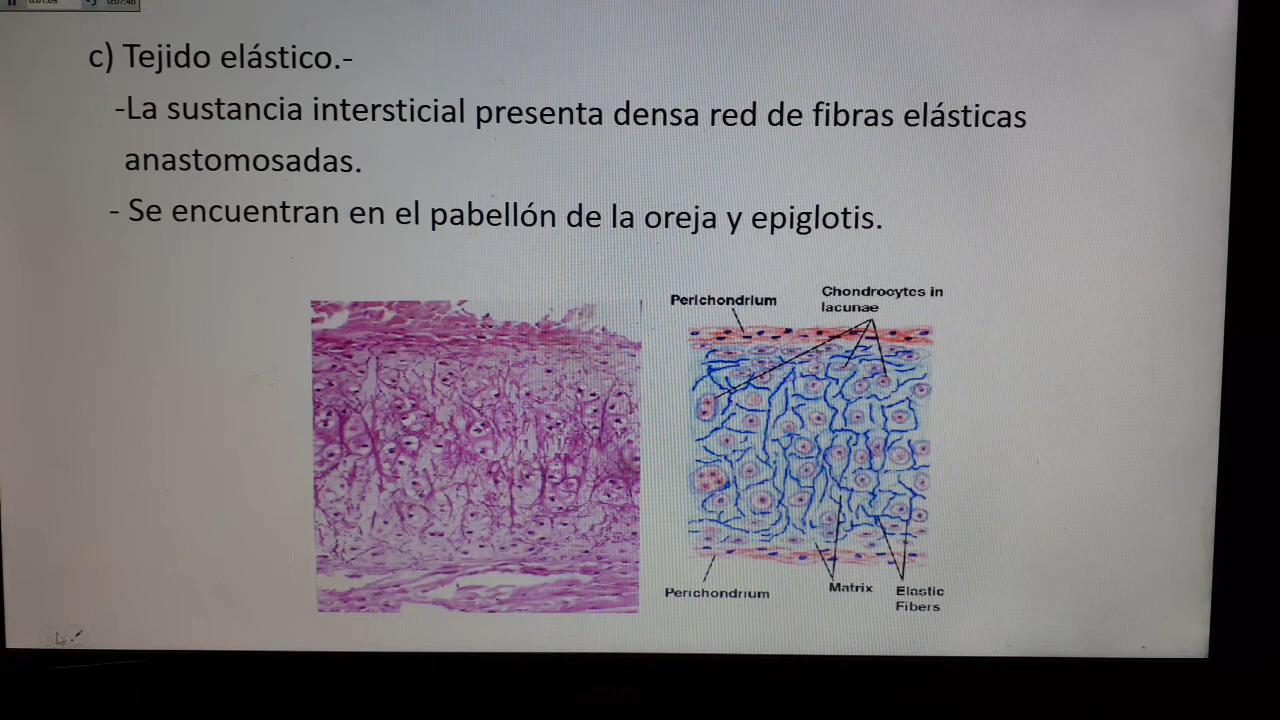 c) Tejido elástico.-
-La sustancia intersticial presenta densa red de fibras elásticas
anastomosadas.
- Se encuentran en el pabellón de la oreja y epiglotis.
Perichondrium
Chondrocytes in
lacunae
Perichondrium
Matrix
Elastic
Fibers